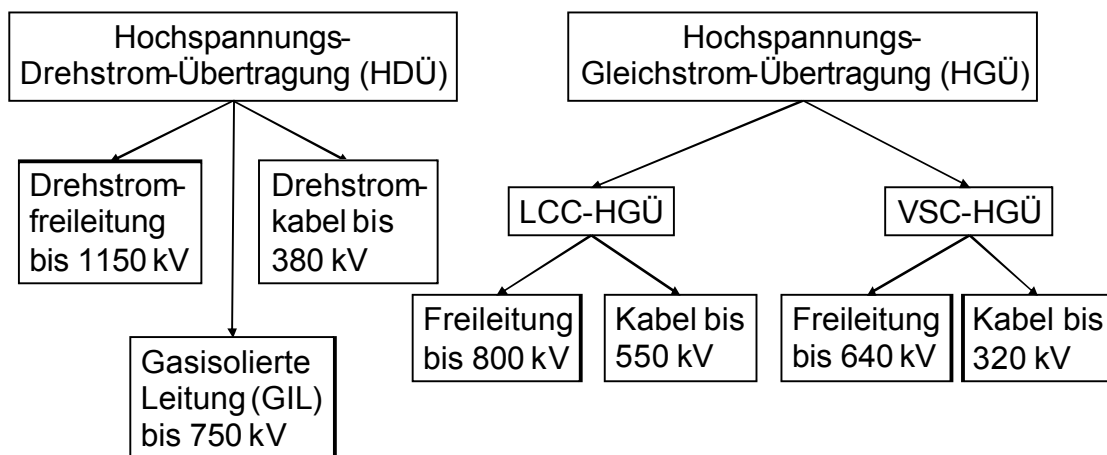 Hochspannungs-
Drehstrom-Übertragung (HDÜ)
Hochspannungs-
Gleichstrom-Übertragung (HGÜ)
Drehstrom-
freileitung
bis 1150 kV
Drehstrom-
kabel bis
380 kV
Gasisolierte
Leitung (GIL)
bis 750 kV
LCC-HGÜ
VSC-HGÜ
Freileitung
bis 800 kV
Kabel bis
550 kV
Freileitung
bis 640 kV
Kabel bis
320 kV